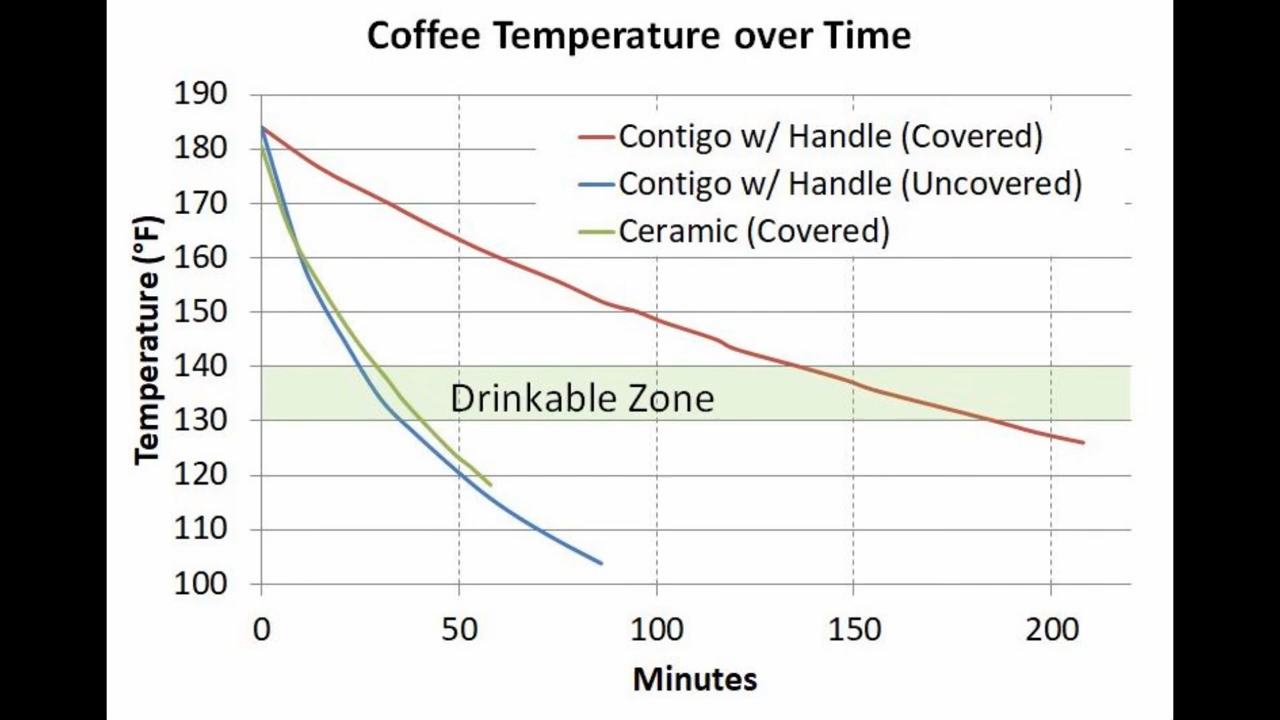 Coffee Temperature over Time
190
180
170
160
150
140
130
120
110
100
Temperature (°F)
Contigo w/ Handle (Covered)
Contigo w/ Handle (Uncovered)
Ceramic (Covered)
Drinkable Zone
0 50 100 150 200
Minutes